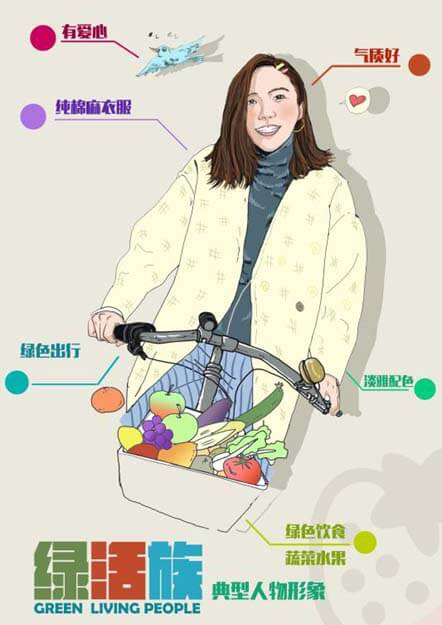 有爱心
气质好
纯棉麻衣服
绿色出行
淡雅配色
绿色饮食
蔬菜水果
绿活族
GREEN LIVING PEOPLE
典型人物形象